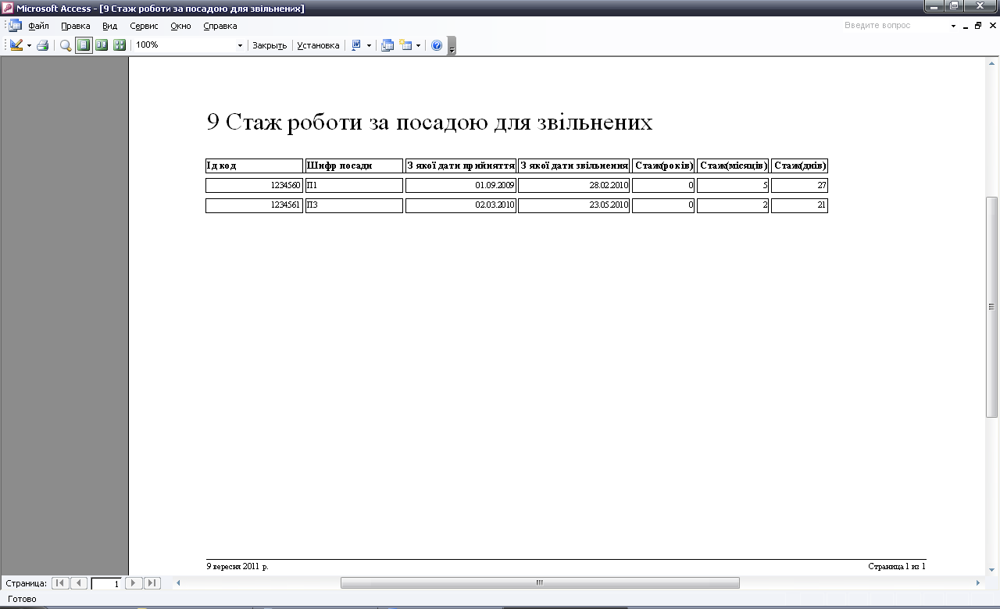 Microsoft Access - [9 Стаж роботи за посадою для звільнених]
Файл Правка Вид Сервис Окно Справка Введите вопрос
100% Закрыть Установка
9 Стаж роботи за посадою для звільнених
Ід код Шифр посади З якої дати прийняття З якої дати звільнення Стаж(років) Стаж(місяців) Стаж(днів)
1234560 П1 01.09.2009 28.02.2010 0 5 27
1234561 П3 02.03.2010 23.05.2010 0 2 21
9 вересня 2011 р. Страница 1 из 1
Страница: 1
Готово